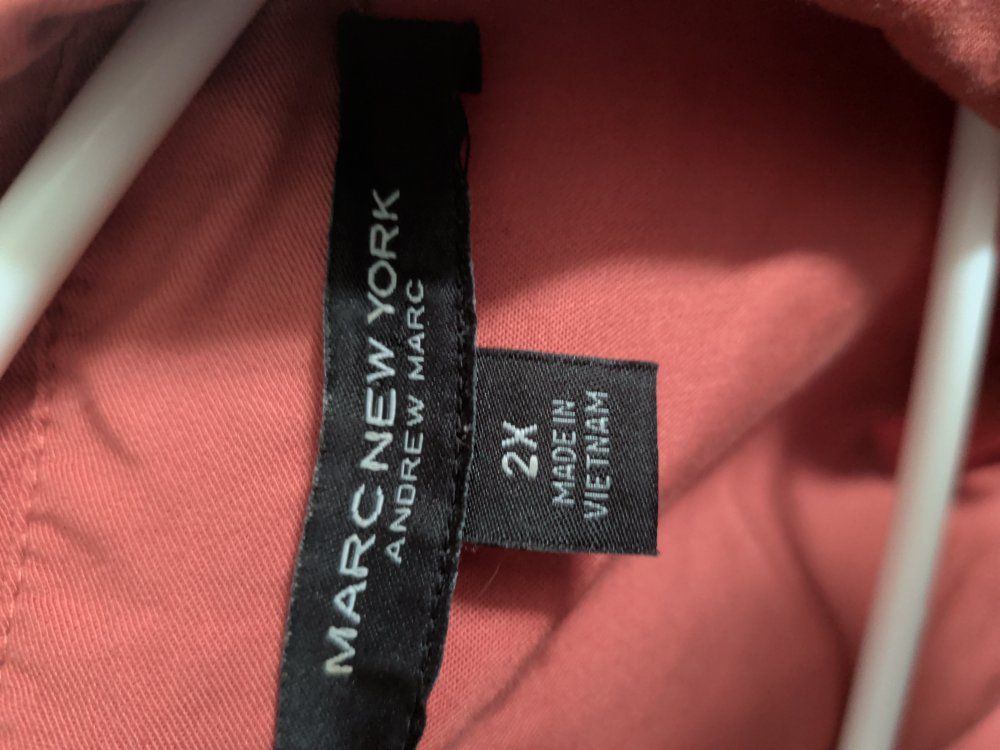 MARC NEW YORK
ANDREW MARC
2X
MADE IN
VIETNAM